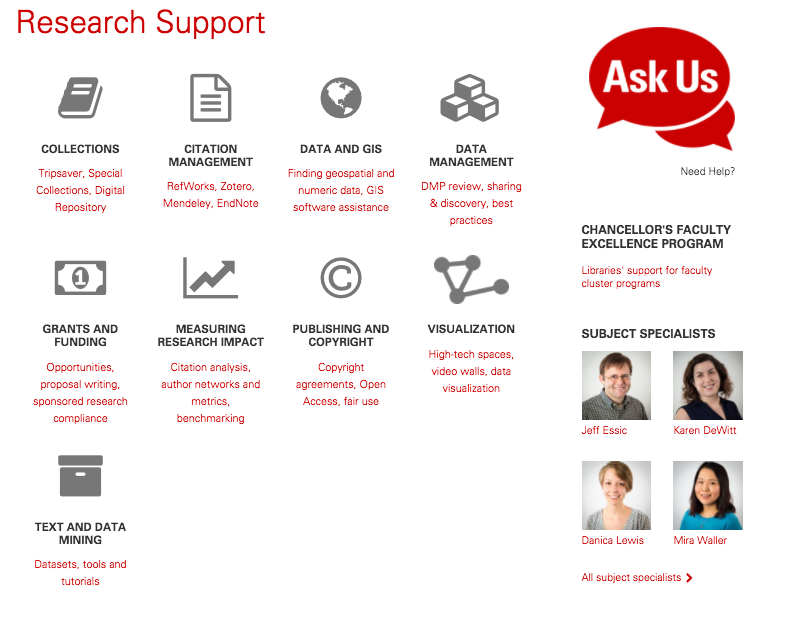 Research Support
COLLECTIONS
Tripsaver, Special
Collections, Digital
Repository
CITATION
MANAGEMENT
RefWorks, Zotero,
Mendeley, EndNote
DATA AND GIS
Finding geospatial and
numeric data, GIS
software assistance
DATA
MANAGEMENT
DMP review, sharing
& discovery, best
practices
1
GRANTS AND
FUNDING
Opportunities,
proposal writing,
sponsored research
compliance
MEASURING
RESEARCH IMPACT
Citation analysis,
author networks and
metrics,
benchmarking
©
PUBLISHING AND
COPYRIGHT
Copyright
agreements, Open
Access, fair use
VISUALIZATION
High-tech spaces,
video walls, data
visualization
TEXT AND DATA
MINING
Datasets, tools and
tutorials
Ask Us
Need Help?
CHANCELLOR'S FACULTY
EXCELLENCE PROGRAM
Libraries' support for faculty
cluster programs
SUBJECT SPECIALISTS
Jeff Essic
Karen DeWitt
Danica Lewis
Mira Waller
All subject specialists